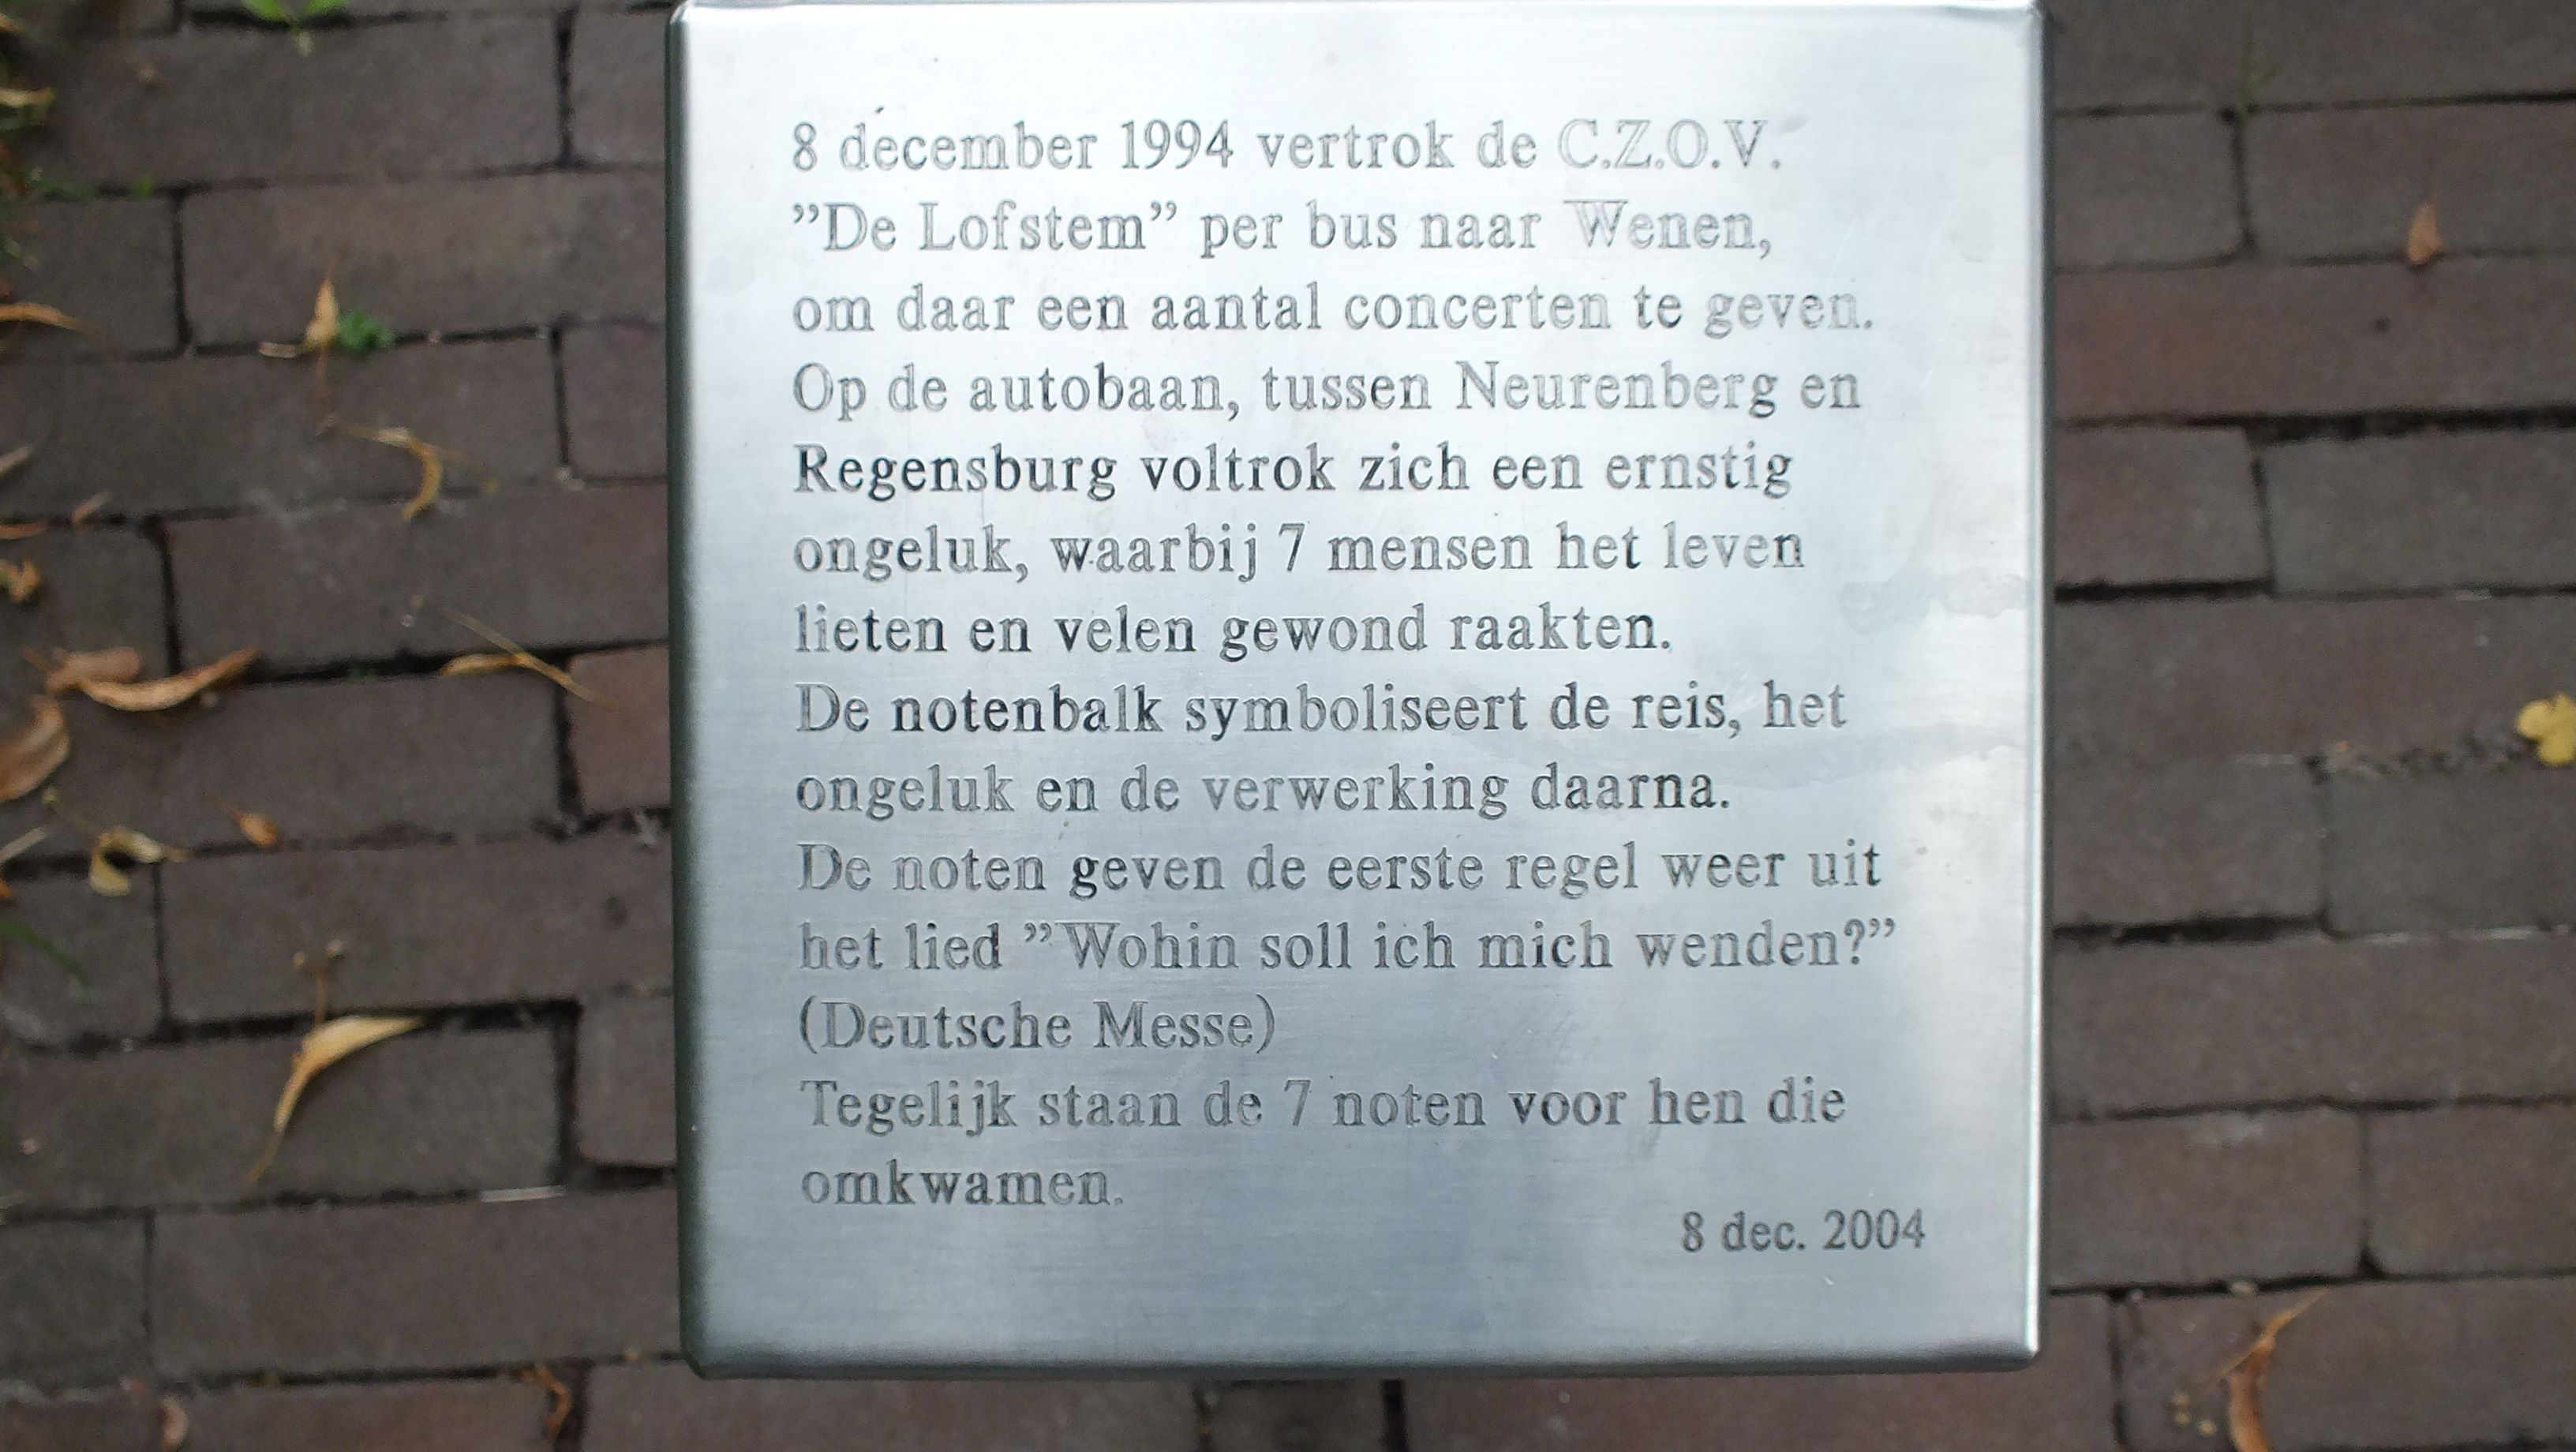 8 december 1994 vertrok de C.Z.O.V.
”De Lofstem” per bus naar Wenen,
om daar een aantal concerten te geven.
Op de autobaan, tussen Neurenberg en
Regensburg voltrok zich een ernstig
ongeluk, waarbij 7 mensen het leven
lieten en velen gewond raakten.
De notenbalk symboliseert de reis, het
ongeluk en de verwerking daarna.
De noten geven de eerste regel weer uit
het lied ”Wohin soll ich mich wenden?”
(Deutsche Messe)
Tegelijk staan de 7 noten voor hen die
omkwamen.
8 dec. 2004